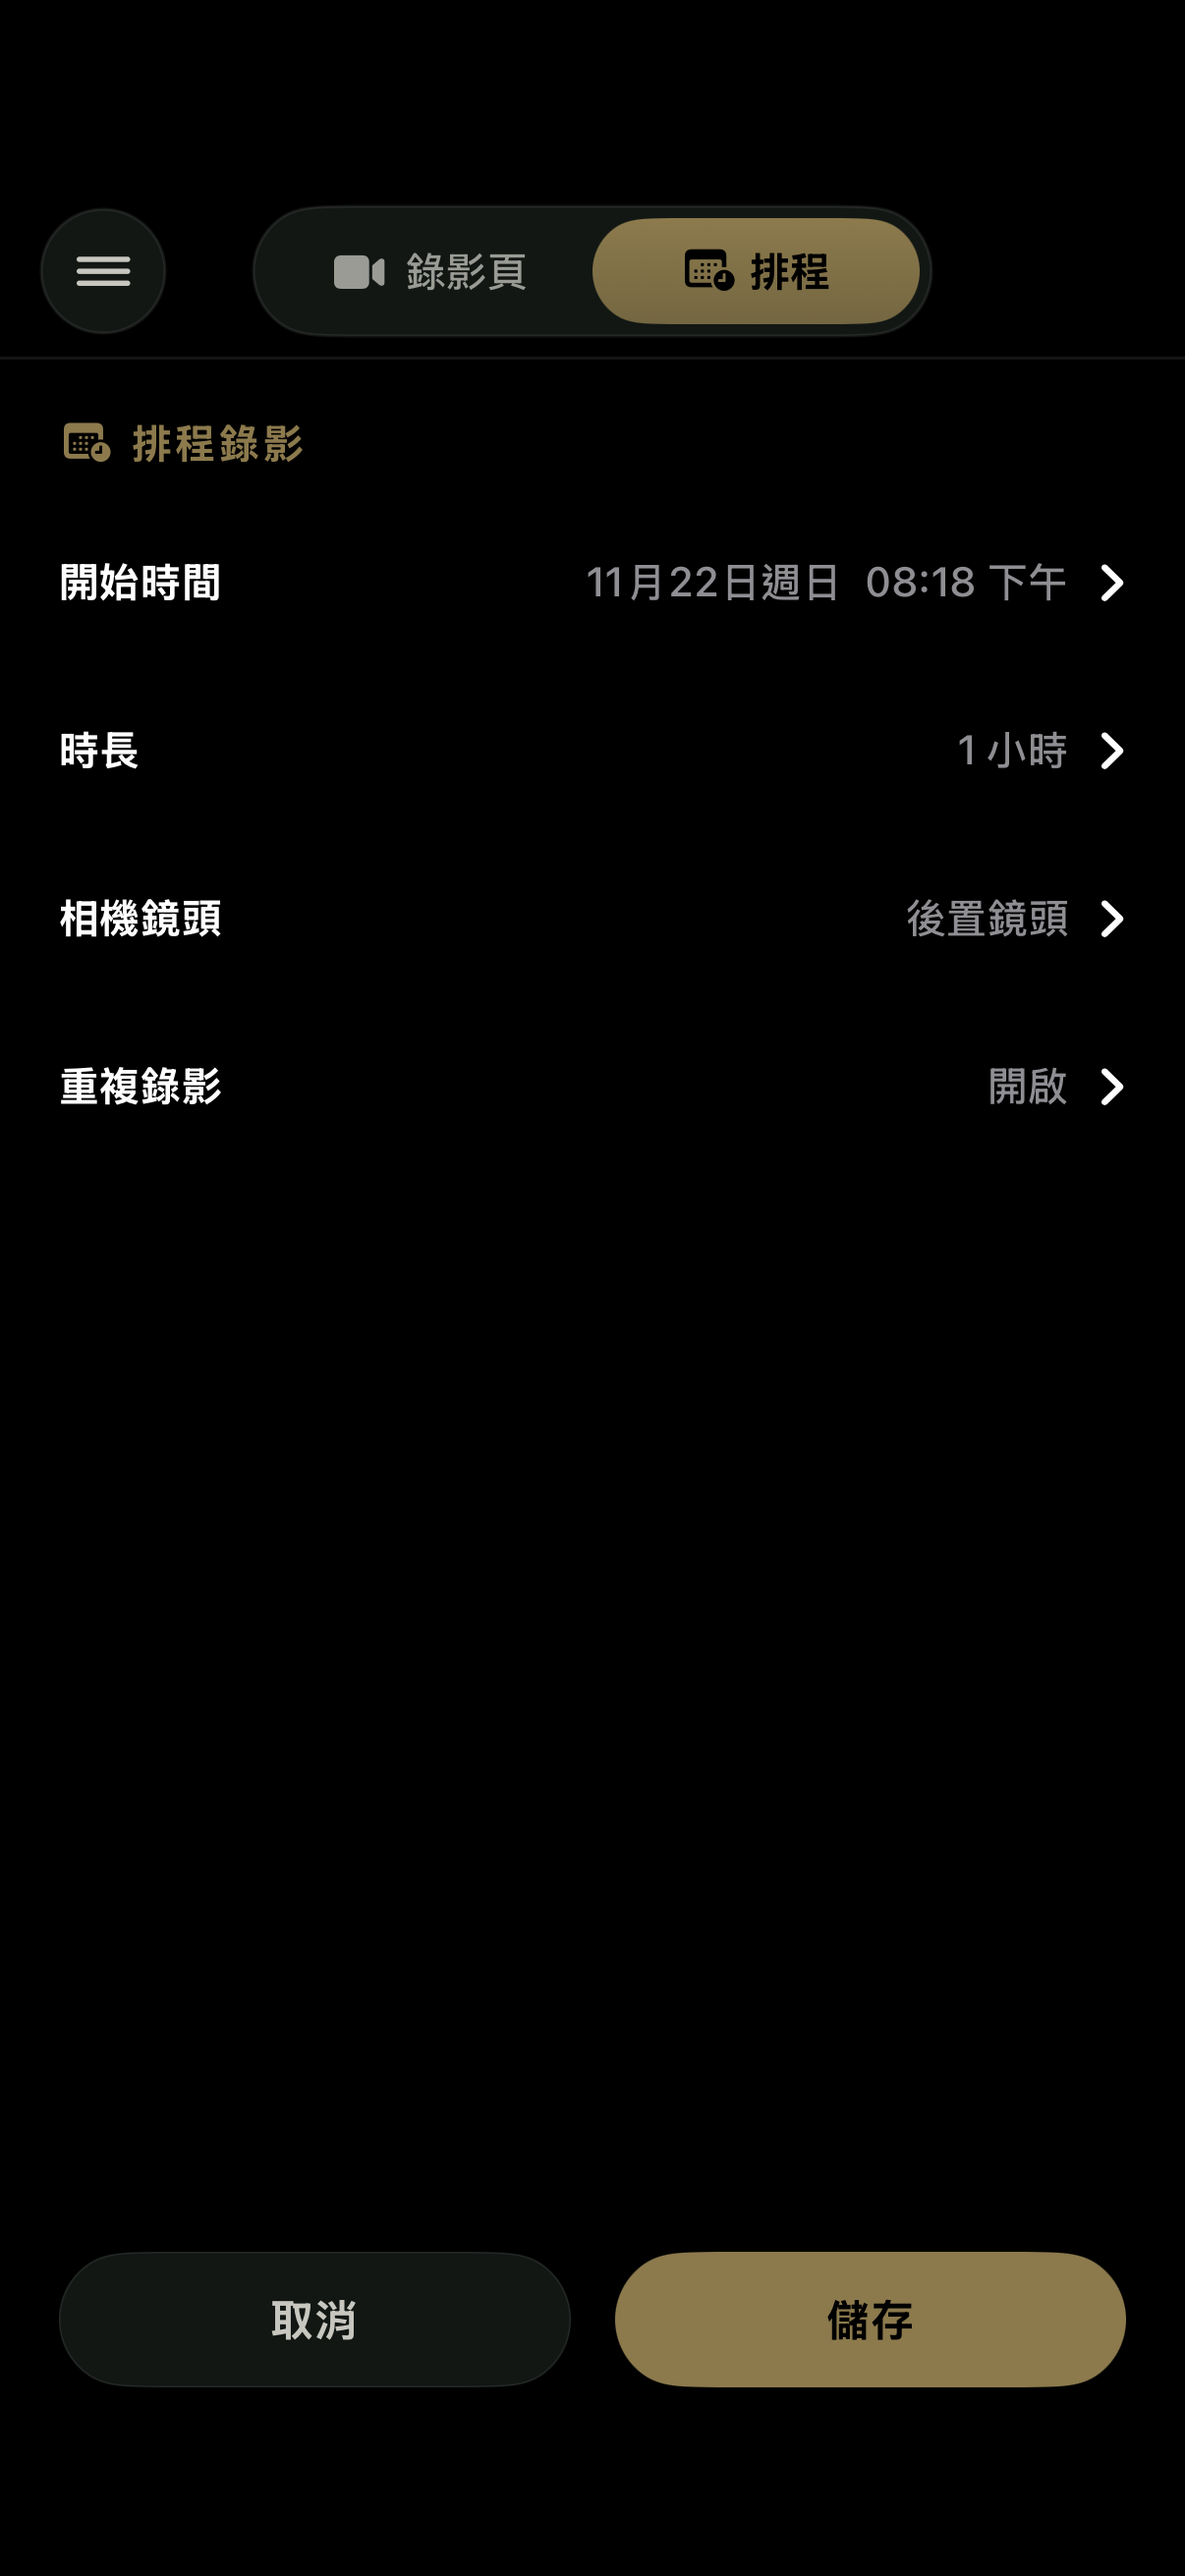 錄影頁 排程
排程錄影
開始時間 11月22日週日 08:18 下午
時長 1 小時
相機鏡頭 後置鏡頭
重複錄影 開啟
取消 儲存